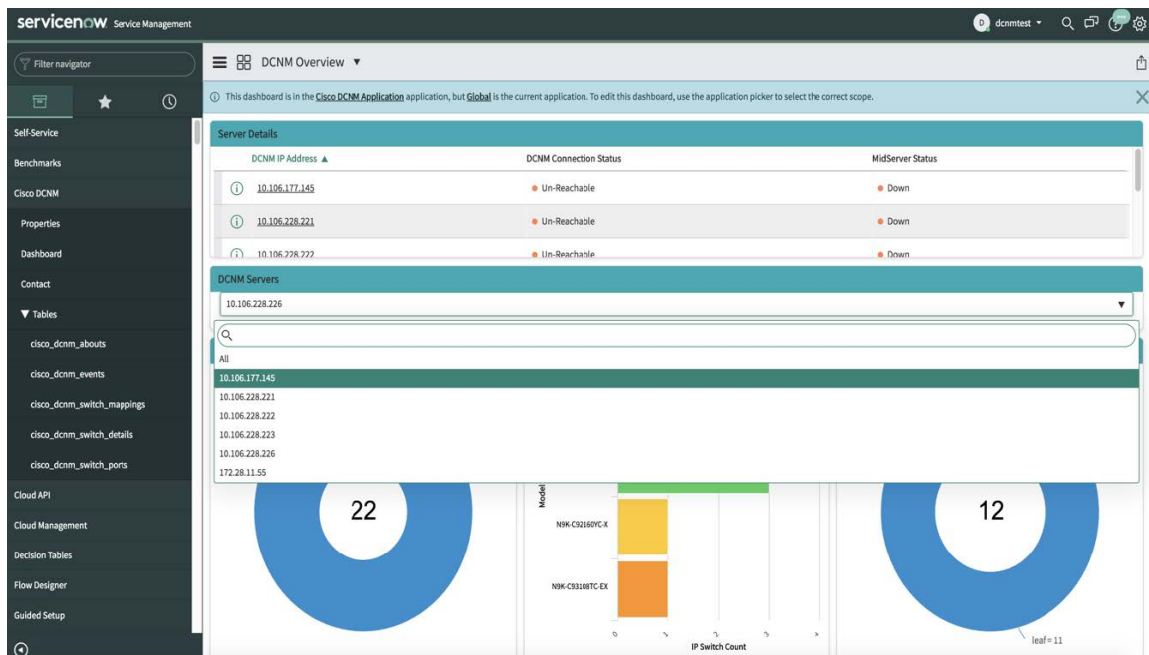 servicenow Service Management
D dcnmtest
Filter navigator
DCNM Overview ▼
This dashboard is in the Cisco DCNM Application application, but Global is the current application. To edit this dashboard, use the application picker to select the correct scope.
Self-Service
Benchmarks
Cisco DCNM
Properties
Dashboard
Contact
▼ Tables
cisco_dcnm_abouts
cisco_dcnm_events
cisco_dcnm_switch_mappings
cisco_dcnm_switch_details
cisco_dcnm_switch_ports
Cloud API
Cloud Management
Decision Tables
Flow Designer
Guided Setup
Server Details
DCNM IP Address ▲ DCNM Connection Status MidServer Status
10.106.177.145 Un-Reachable Down
10.106.228.221 Un-Reachable Down
10.106.228.222 Un-Reachable Down
DCNM Servers
10.106.228.226 ▼
All
10.106.177.145
10.106.228.221
10.106.228.222
10.106.228.223
10.106.228.226
172.28.11.55
22
Model
N9K-C92160YC-X
N9K-C93108TC-EX
0 1 2 3 4
IP Switch Count
12
leaf = 11